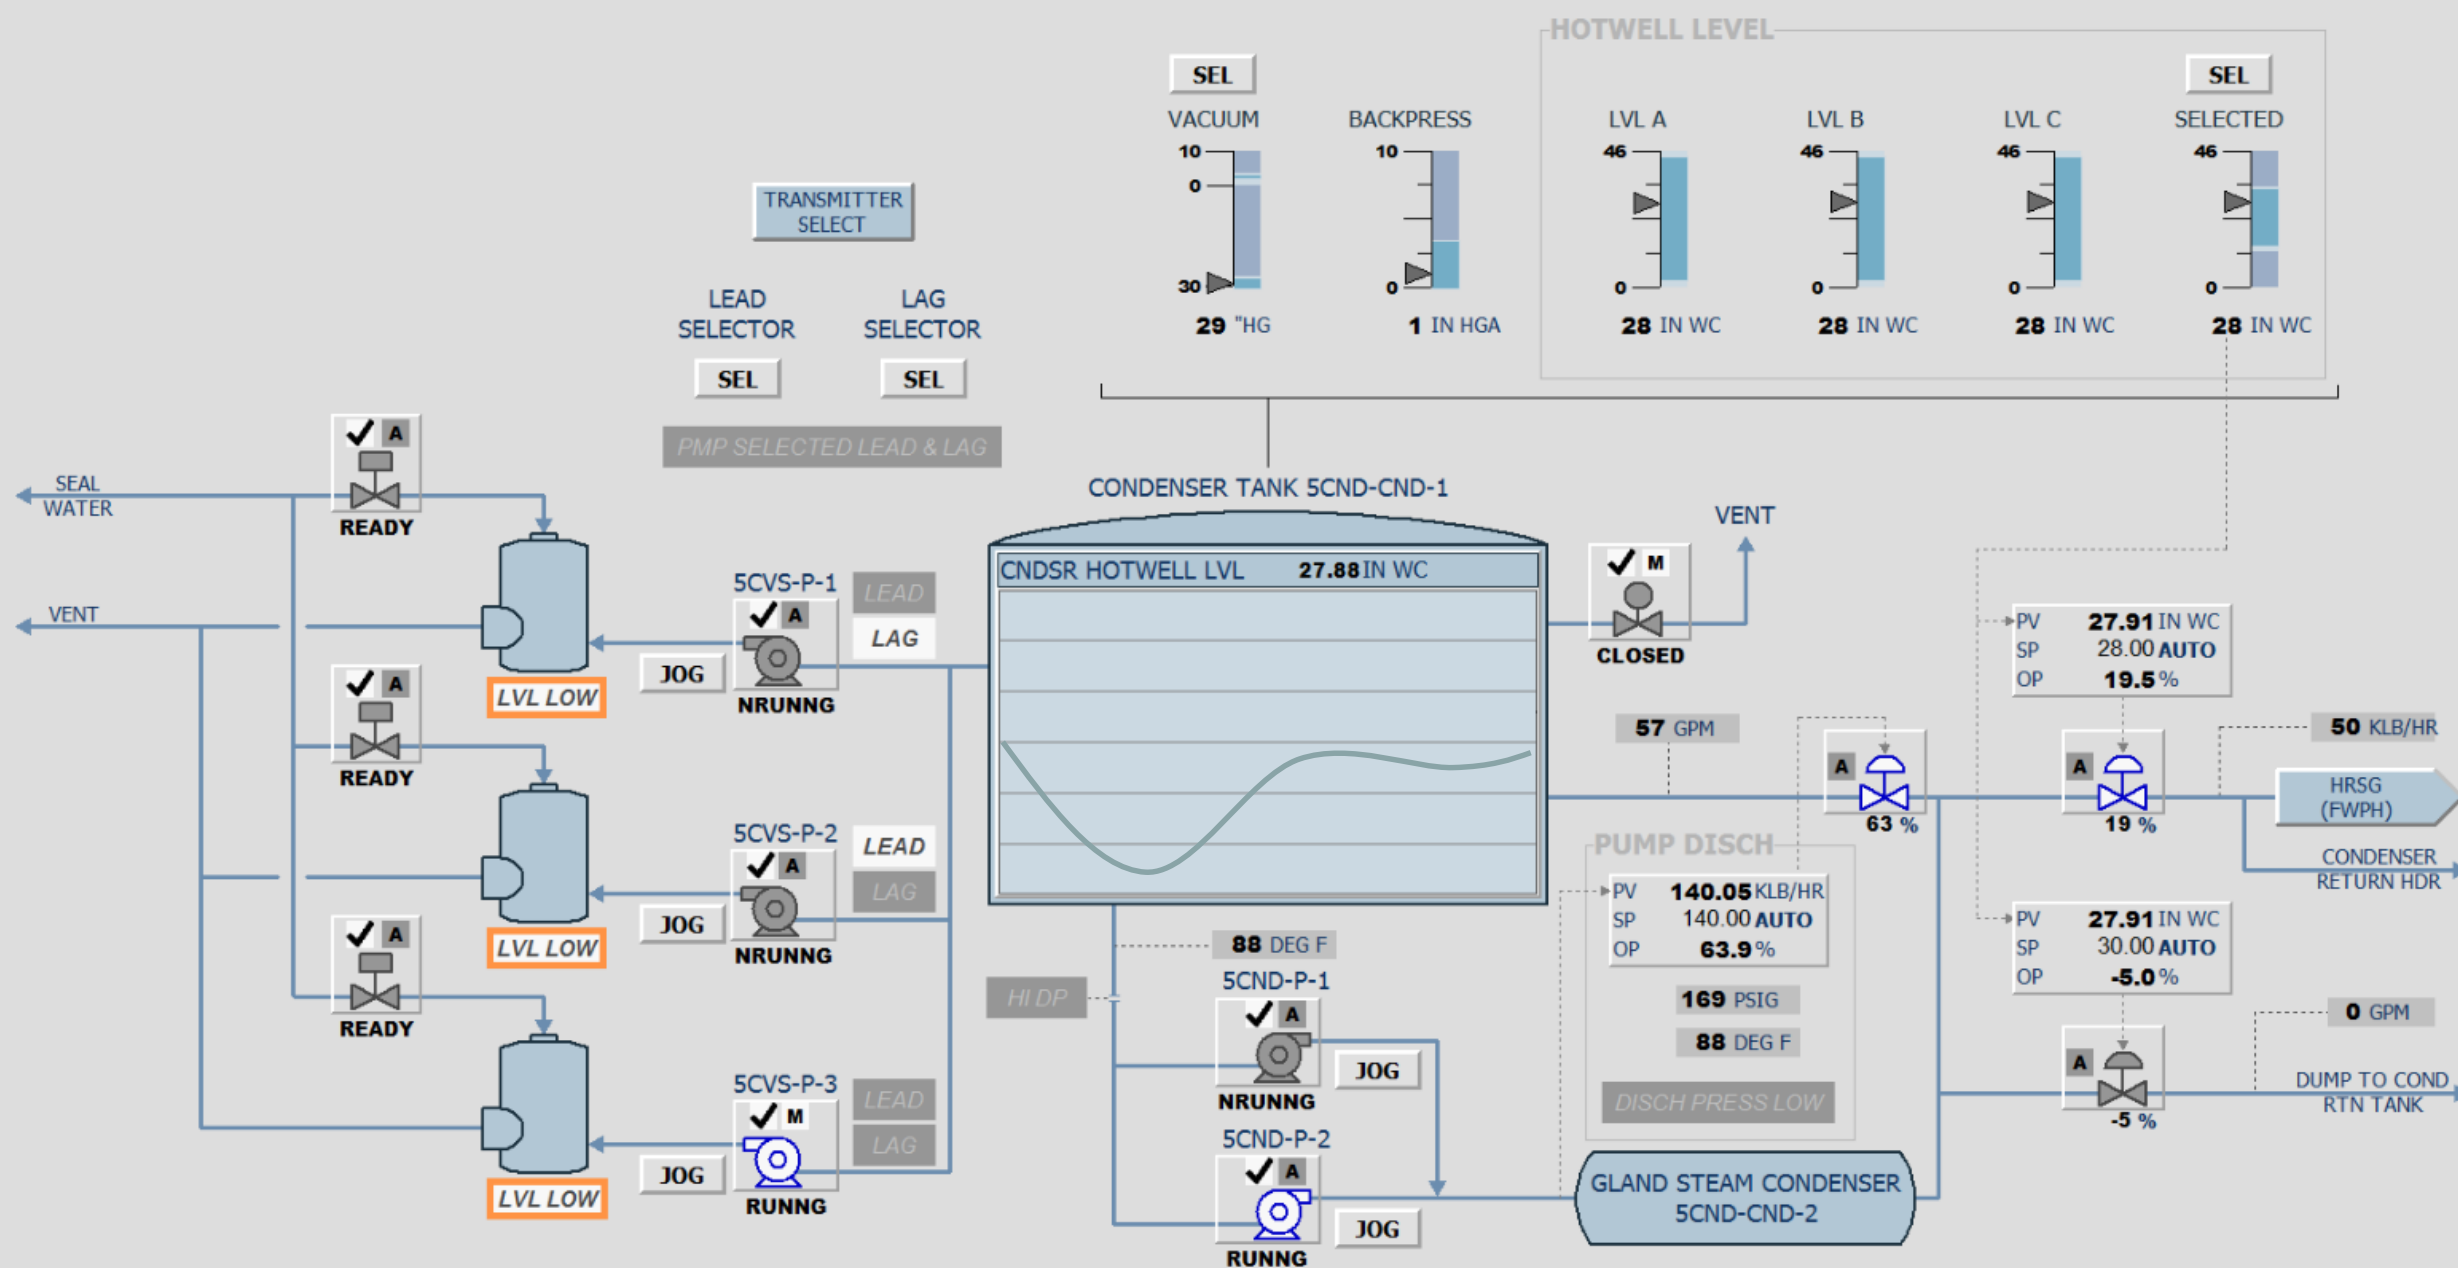 HOTWELL LEVEL
SEL
SEL
VACUUM
BACKPRESS
LVL A
LVL B
LVL C
SELECTED
10
0
30
10
0
46
0
46
0
46
0
46
0
29 "HG
1 IN HGA
28 IN WC
28 IN WC
28 IN WC
28 IN WC
TRANSMITTER
SELECT
LEAD
SELECTOR
LAG
SELECTOR
SEL
SEL
PMP SELECTED LEAD & LAG
A
READY
SEAL
WATER
VENT
LVL LOW
A
READY
LVL LOW
A
READY
LVL LOW
5CVS-P-1
A
LEAD
LAG
JOG
NRUNNG
5CVS-P-2
A
LEAD
LAG
JOG
NRUNNG
5CVS-P-3
M
LEAD
LAG
JOG
RUNNG
CONDENSER TANK 5CND-CND-1
CNDSR HOTWELL LVL 27.88 IN WC
VENT
M
CLOSED
57 GPM
A
63 %
PV 27.91 IN WC
SP 28.00 AUTO
OP 19.5 %
A
19 %
50 KLB/HR
HRSG
(FWPH)
CONDENSER
RETURN HDR
PUMP DISCH
PV 140.05 KLB/HR
SP 140.00 AUTO
OP 63.9 %
169 PSIG
88 DEG F
DISCH PRESS LOW
PV 27.91 IN WC
SP 30.00 AUTO
OP -5.0 %
A
-5 %
0 GPM
DUMP TO COND
RTN TANK
88 DEG F
HI DP
5CND-P-1
A
JOG
NRUNNG
5CND-P-2
A
JOG
RUNNG
GLAND STEAM CONDENSER
5CND-CND-2